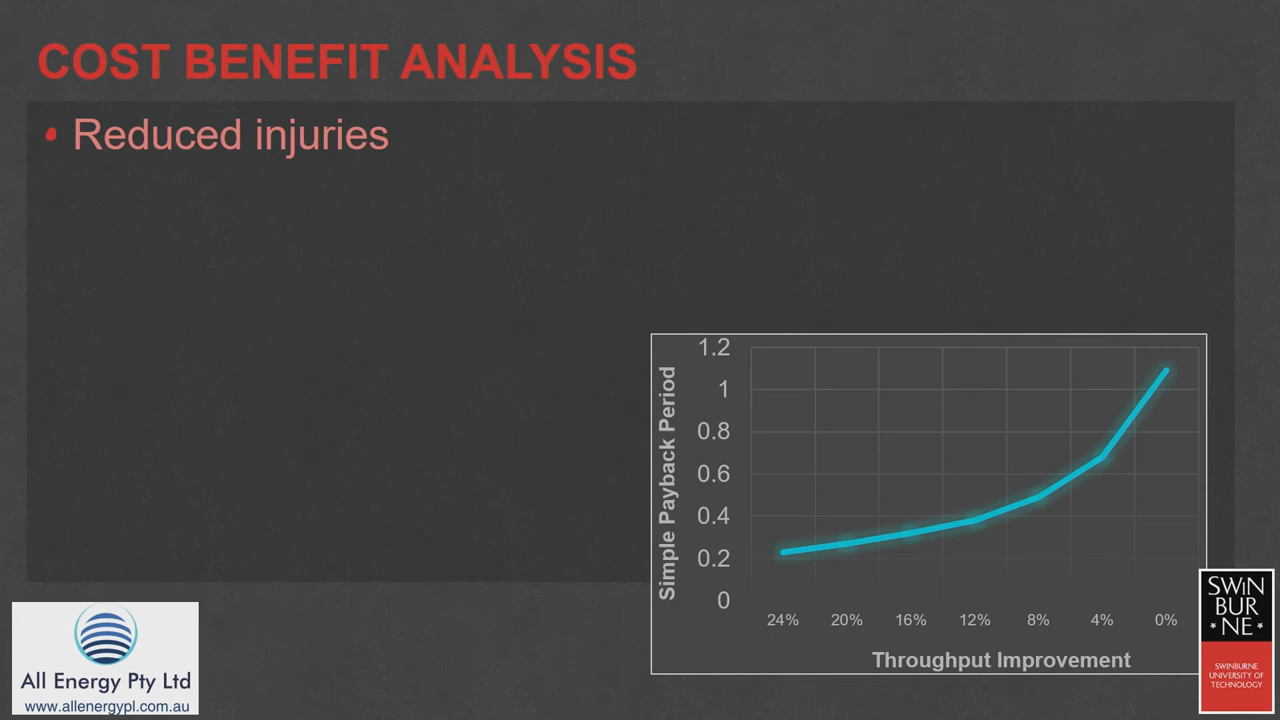 COST BENEFIT ANALYSIS
• Reduced injuries
Simple Payback Period
1.2
1
0.8
0.6
0.4
0.2
0
24% 20% 16% 12% 8% 4% 0%
Throughput Improvement
All Energy Pty Ltd
www.allenergypl.com.au
SWIN
BUR
* NE *
SWINBURNE
UNIVERSITY OF
TECHNOLOGY